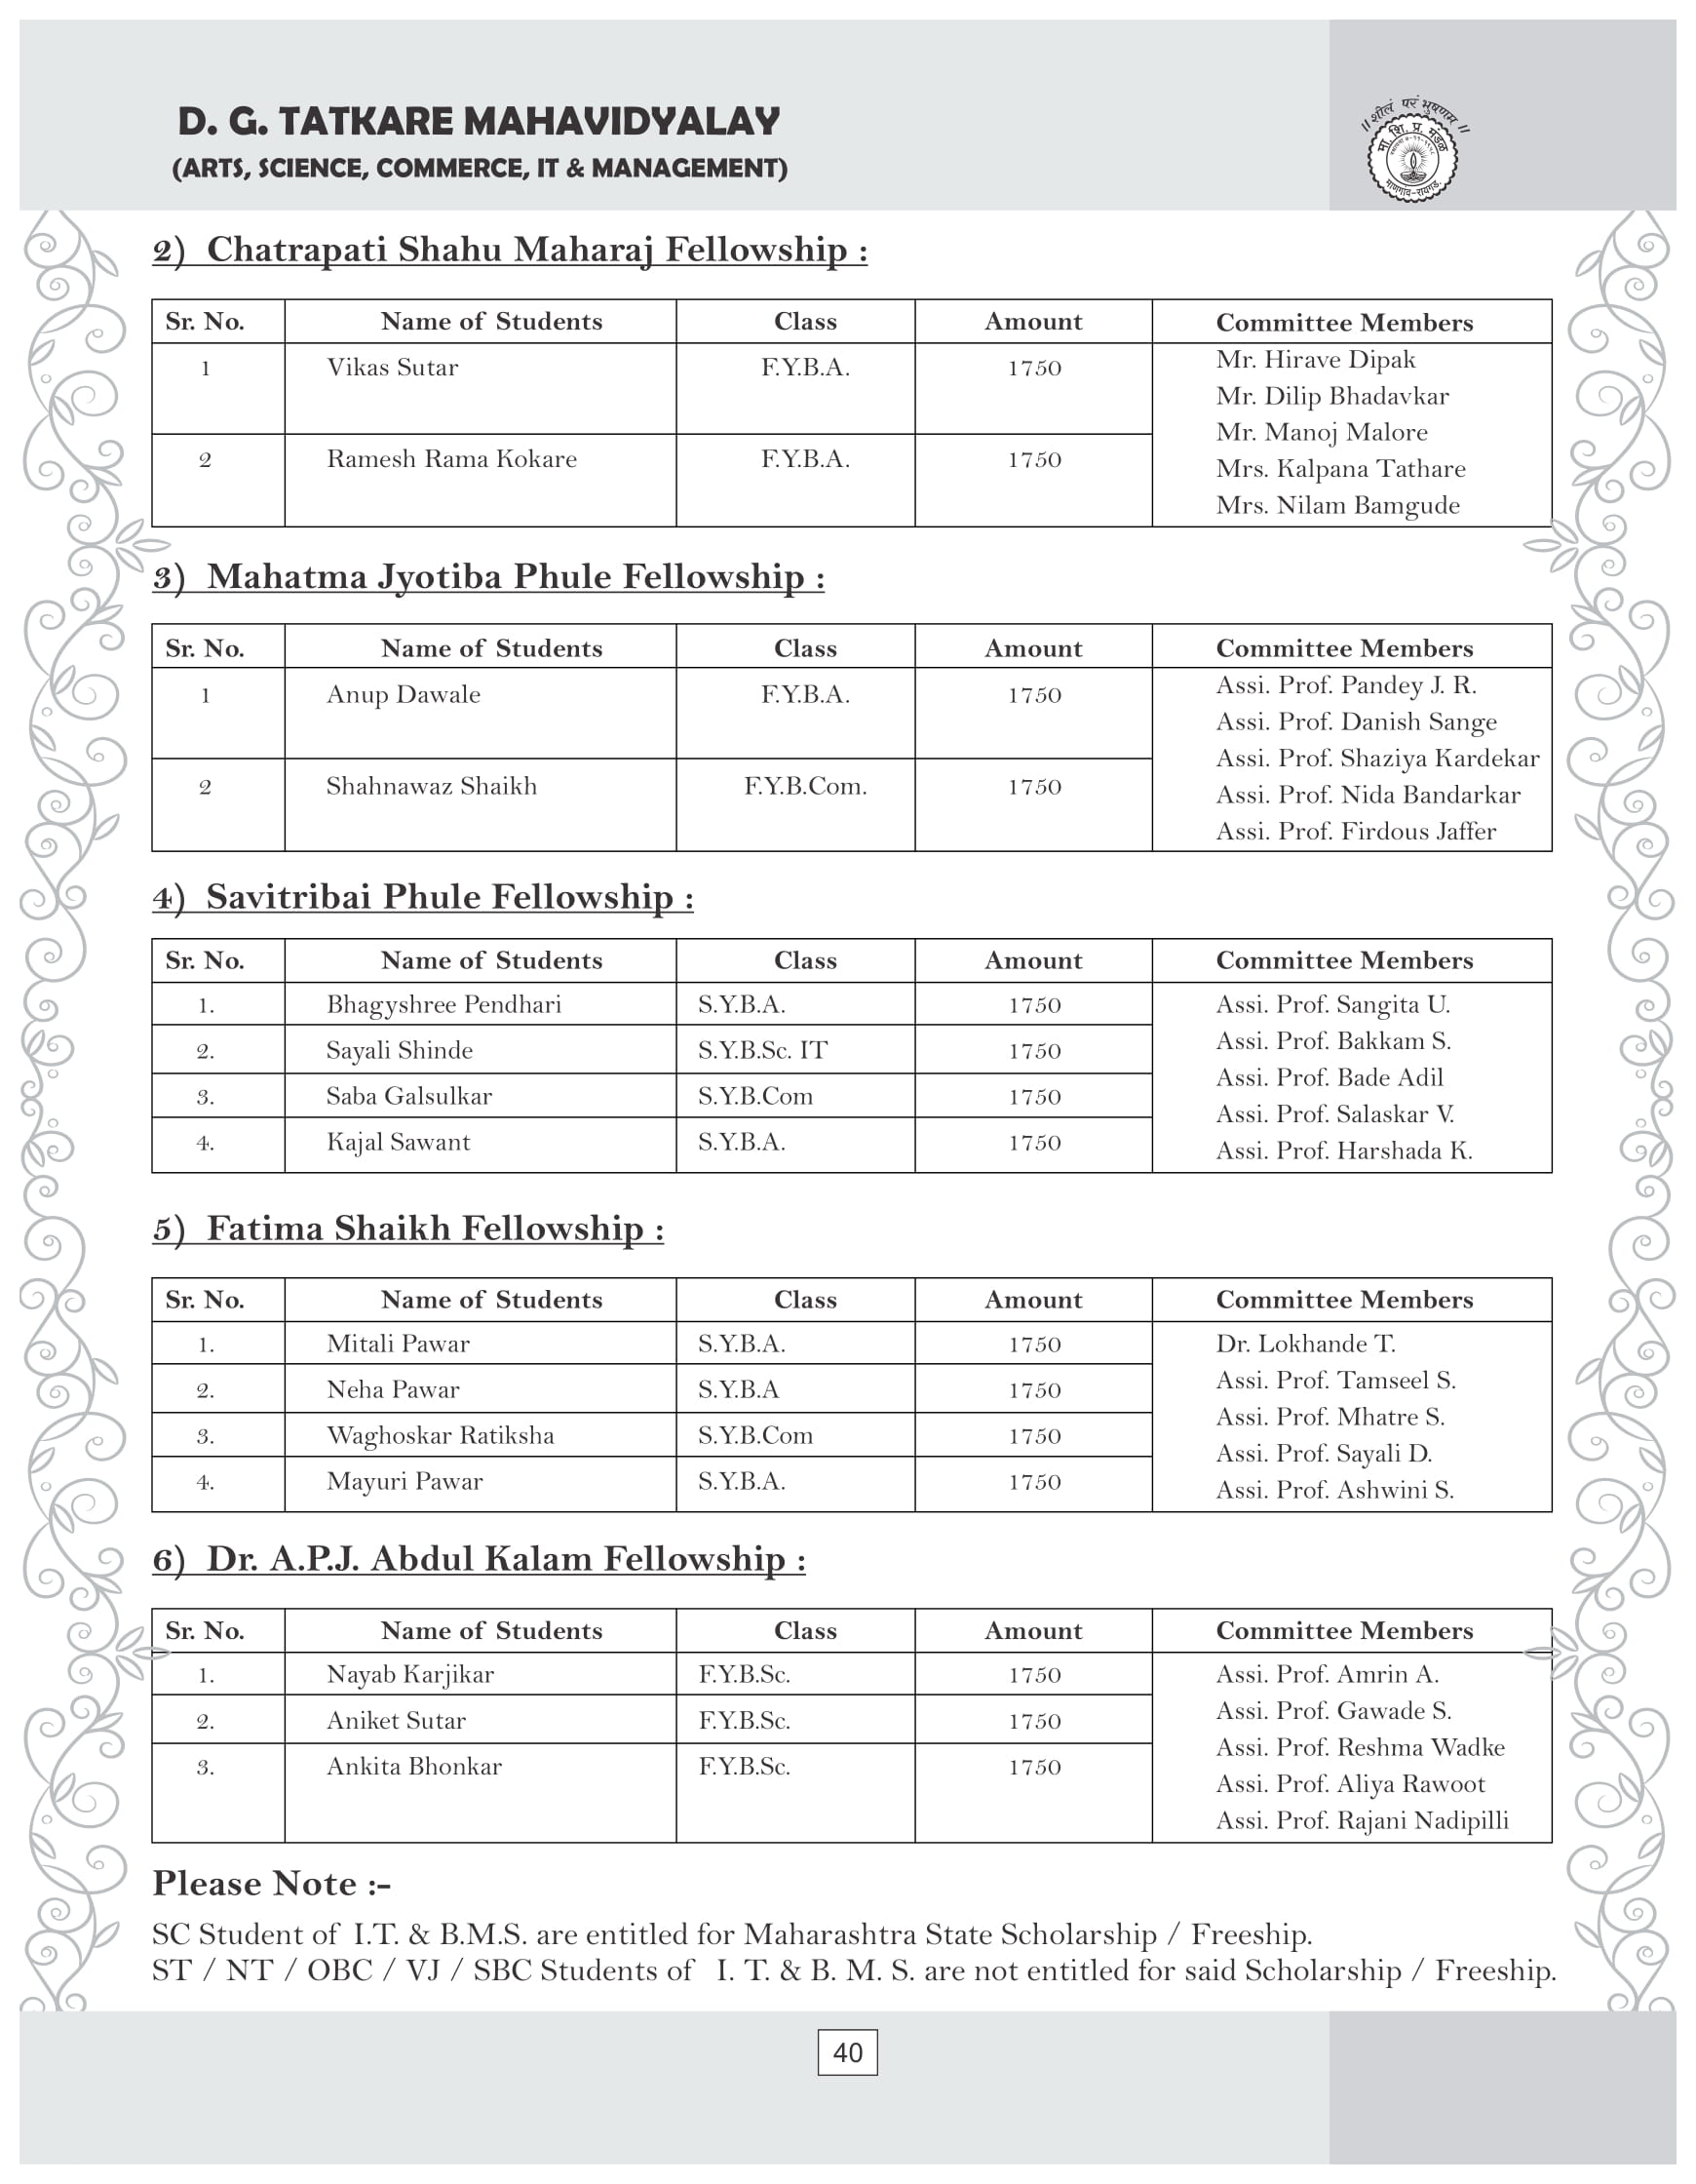 D. G. TATKARE MAHAVIDYALAY
(ARTS, SCIENCE, COMMERCE, IT & MANAGEMENT)
॥ शीलं परं भुषणम ॥
मा. शि. प्र. मंडळ
माणगाव-रायगड.
2) Chatrapati Shahu Maharaj Fellowship :
Sr. No. Name of Students Class Amount Committee Members
1 Vikas Sutar F.Y.B.A. 1750 Mr. Hirave Dipak
Mr. Dilip Bhadavkar
Mr. Manoj Malore
2 Ramesh Rama Kokare F.Y.B.A. 1750 Mrs. Kalpana Tathare
Mrs. Nilam Bamgude
3) Mahatma Jyotiba Phule Fellowship :
Sr. No. Name of Students Class Amount Committee Members
1 Anup Dawale F.Y.B.A. 1750 Assi. Prof. Pandey J. R.
Assi. Prof. Danish Sange
Assi. Prof. Shaziya Kardekar
2 Shahnawaz Shaikh F.Y.B.Com. 1750 Assi. Prof. Nida Bandarkar
Assi. Prof. Firdous Jaffer
4) Savitribai Phule Fellowship :
Sr. No. Name of Students Class Amount Committee Members
1. Bhagyshree Pendhari S.Y.B.A. 1750 Assi. Prof. Sangita U.
2. Sayali Shinde S.Y.B.Sc. IT 1750 Assi. Prof. Bakkam S.
Assi. Prof. Bade Adil
3. Saba Galsulkar S.Y.B.Com 1750 Assi. Prof. Salaskar V.
4. Kajal Sawant S.Y.B.A. 1750 Assi. Prof. Harshada K.
5) Fatima Shaikh Fellowship :
Sr. No. Name of Students Class Amount Committee Members
1. Mitali Pawar S.Y.B.A. 1750 Dr. Lokhande T.
2. Neha Pawar S.Y.B.A 1750 Assi. Prof. Tamseel S.
Assi. Prof. Mhatre S.
3. Waghoskar Ratiksha S.Y.B.Com 1750 Assi. Prof. Sayali D.
4. Mayuri Pawar S.Y.B.A. 1750 Assi. Prof. Ashwini S.
6) Dr. A.P.J. Abdul Kalam Fellowship :
Sr. No. Name of Students Class Amount Committee Members
1. Nayab Karjikar F.Y.B.Sc. 1750 Assi. Prof. Amrin A.
2. Aniket Sutar F.Y.B.Sc. 1750 Assi. Prof. Gawade S.
Assi. Prof. Reshma Wadke
3. Ankita Bhonkar F.Y.B.Sc. 1750 Assi. Prof. Aliya Rawoot
Assi. Prof. Rajani Nadipilli
Please Note :-
SC Student of I.T. & B.M.S. are entitled for Maharashtra State Scholarship / Freeship.
ST / NT / OBC / VJ / SBC Students of I. T. & B. M. S. are not entitled for said Scholarship / Freeship.
40